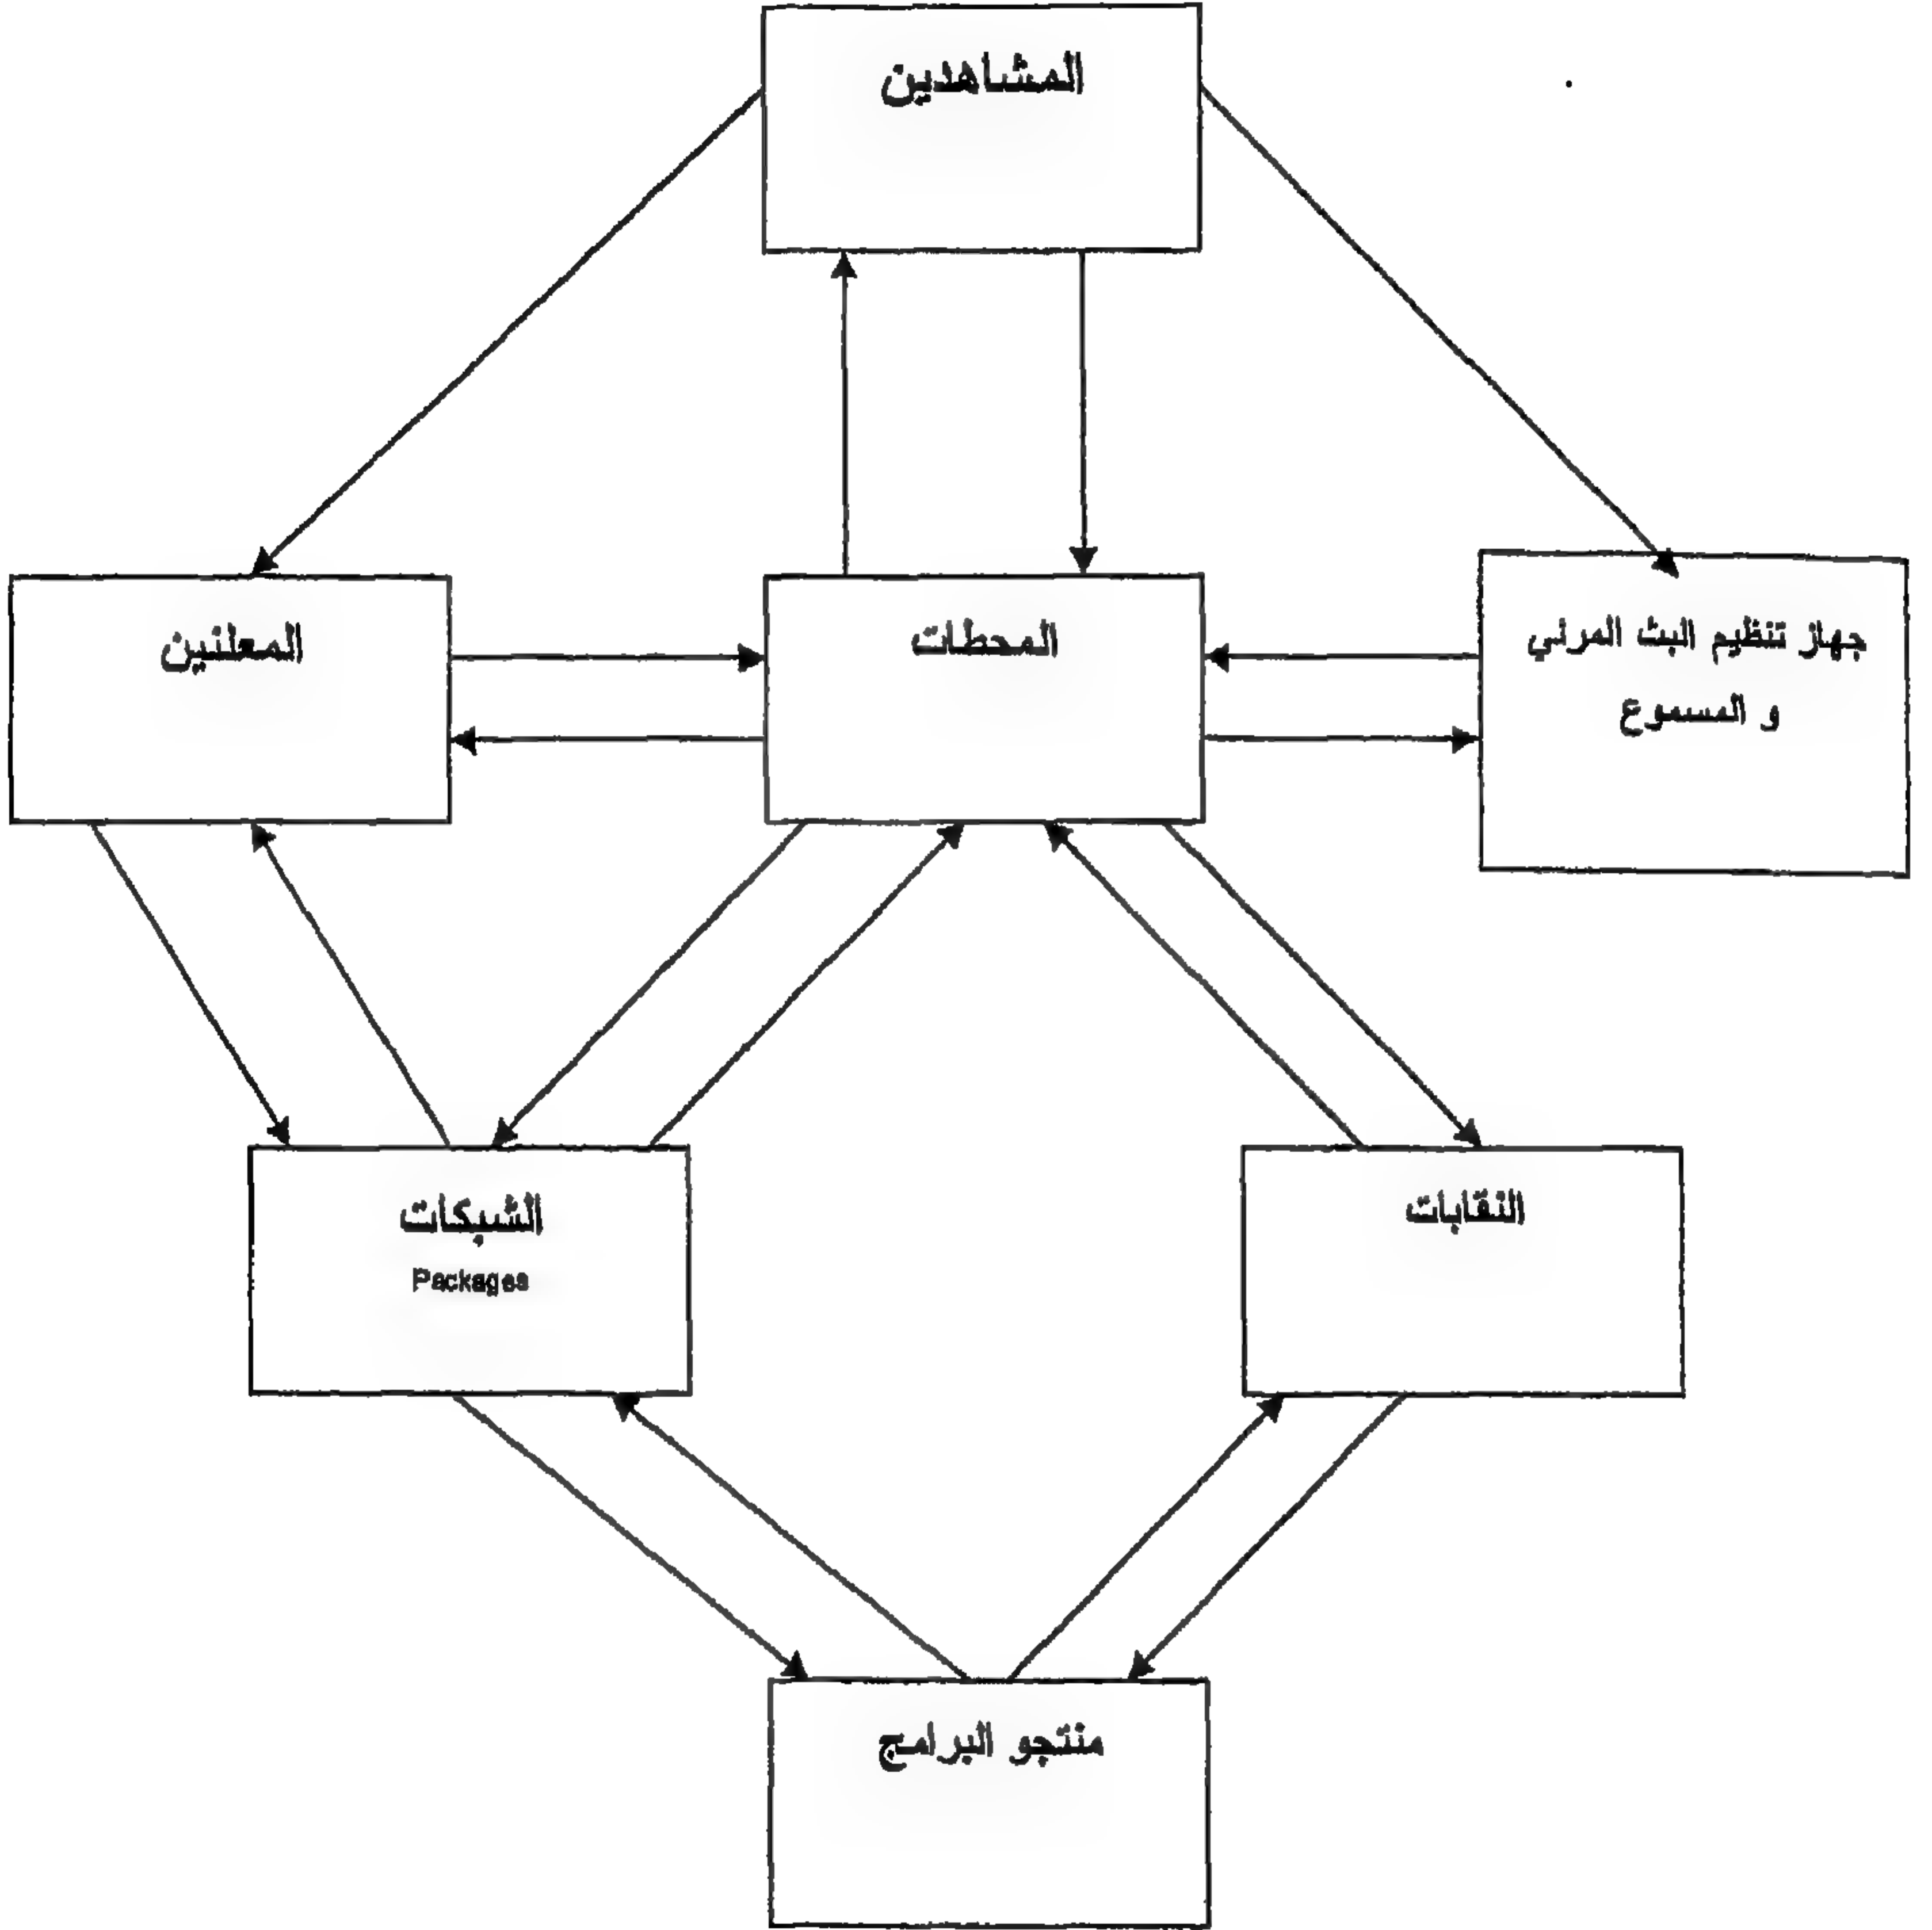 المشاهدين
جهاز تنظيم البث المرئي
و المسموع
المحطات
المعلنين
النقابات
الشبكات
Packages
منتجو البرامج